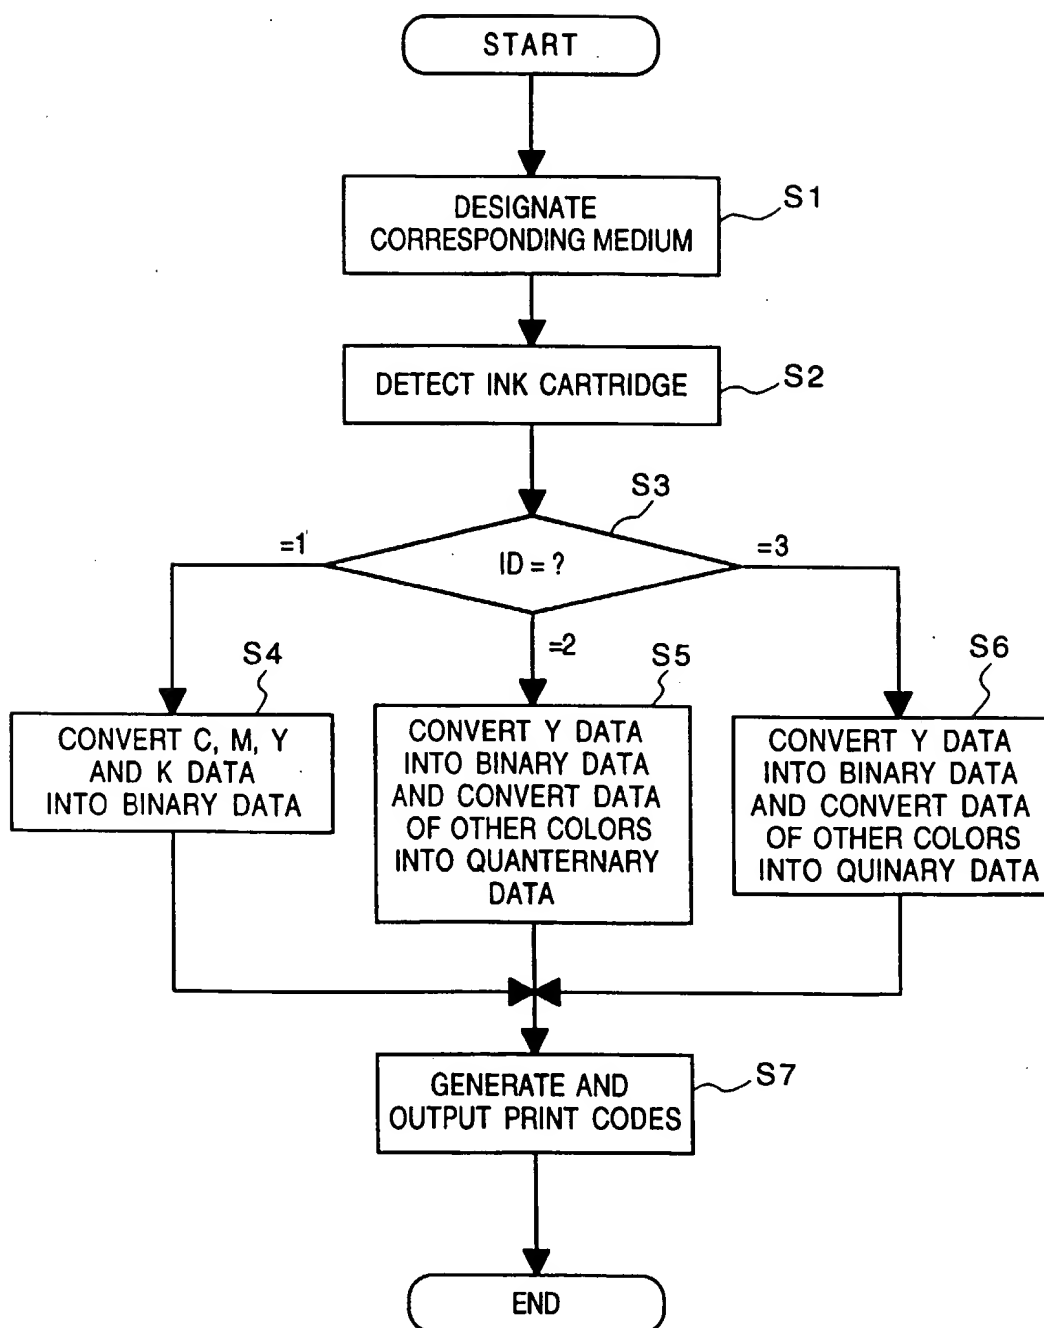 START
DESIGNATE
CORRESPONDING MEDIUM
S1
DETECT INK CARTRIDGE
S2
S3
ID = ?
=1
=2
=3
S4
CONVERT C, M, Y
AND K DATA
INTO BINARY DATA
S5
CONVERT Y DATA
INTO BINARY DATA
AND CONVERT DATA
OF OTHER COLORS
INTO QUANTERNARY
DATA
S6
CONVERT Y DATA
INTO BINARY DATA
AND CONVERT DATA
OF OTHER COLORS
INTO QUINARY DATA
GENERATE AND
OUTPUT PRINT CODES
S7
END